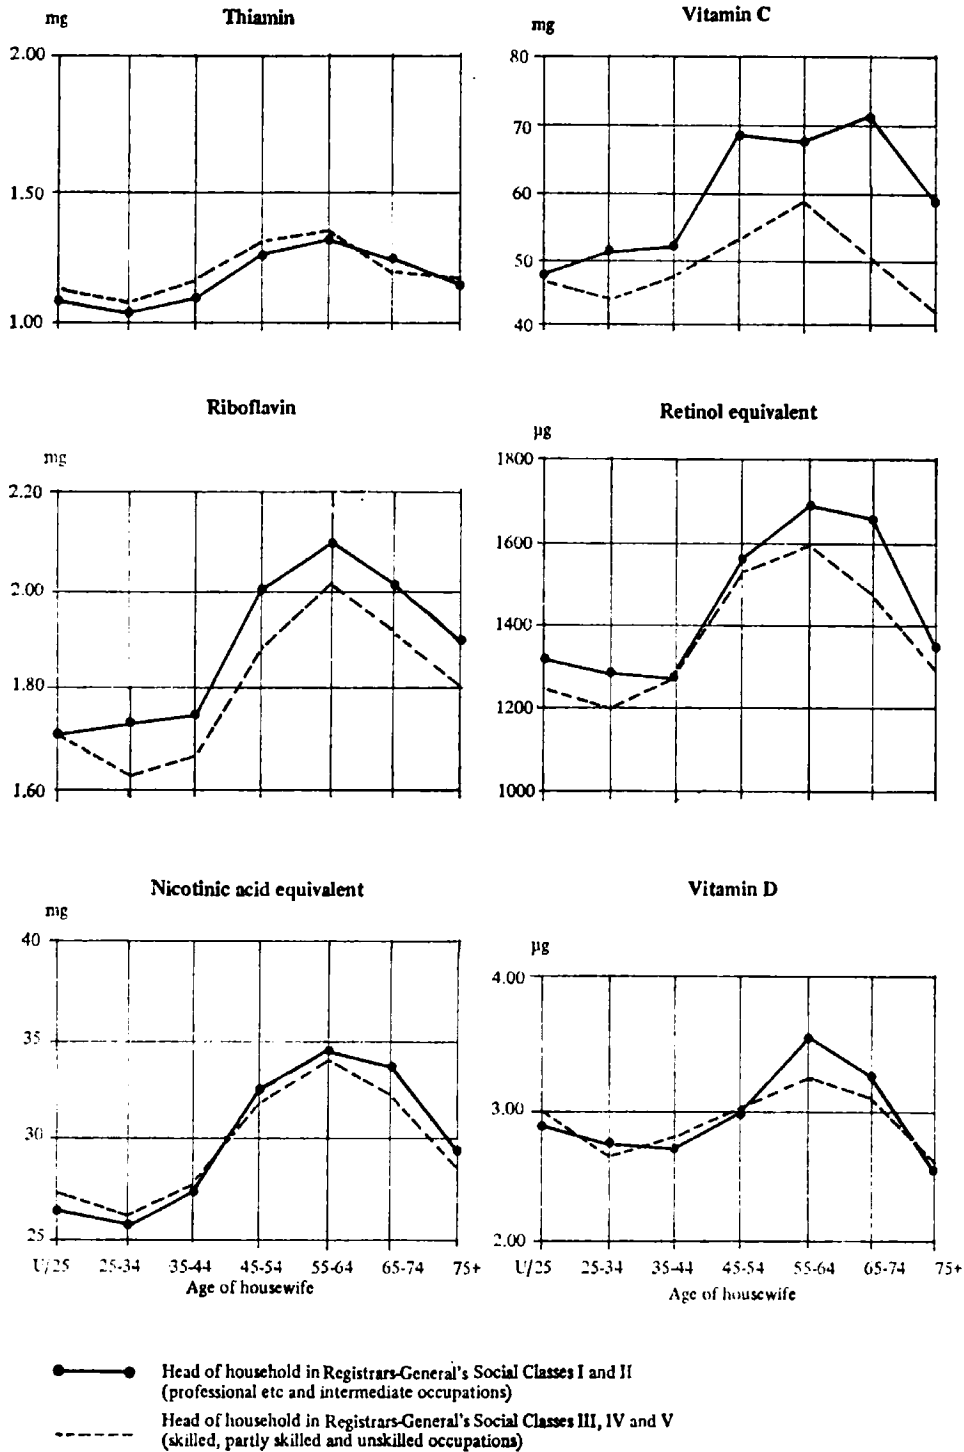 Thiamin
mg
2.00
1.50
1.00
Vitamin C
mg
80
70
60
50
40
Riboflavin
mg
2.20
2.00
1.80
1.60
Retinol equivalent
µg
1800
1600
1400
1200
1000
Nicotinic acid equivalent
mg
40
35
30
25
U/25 25-34 35-44 45-54 55-64 65-74 75+
Age of housewife
Vitamin D
µg
4.00
3.00
2.00
U/25 25-34 35-44 45-54 55-64 65-74 75+
Age of housewife
Head of household in Registrars-General's Social Classes I and II
(professional etc and intermediate occupations)
Head of household in Registrars-General's Social Classes III, IV and V
(skilled, partly skilled and unskilled occupations)